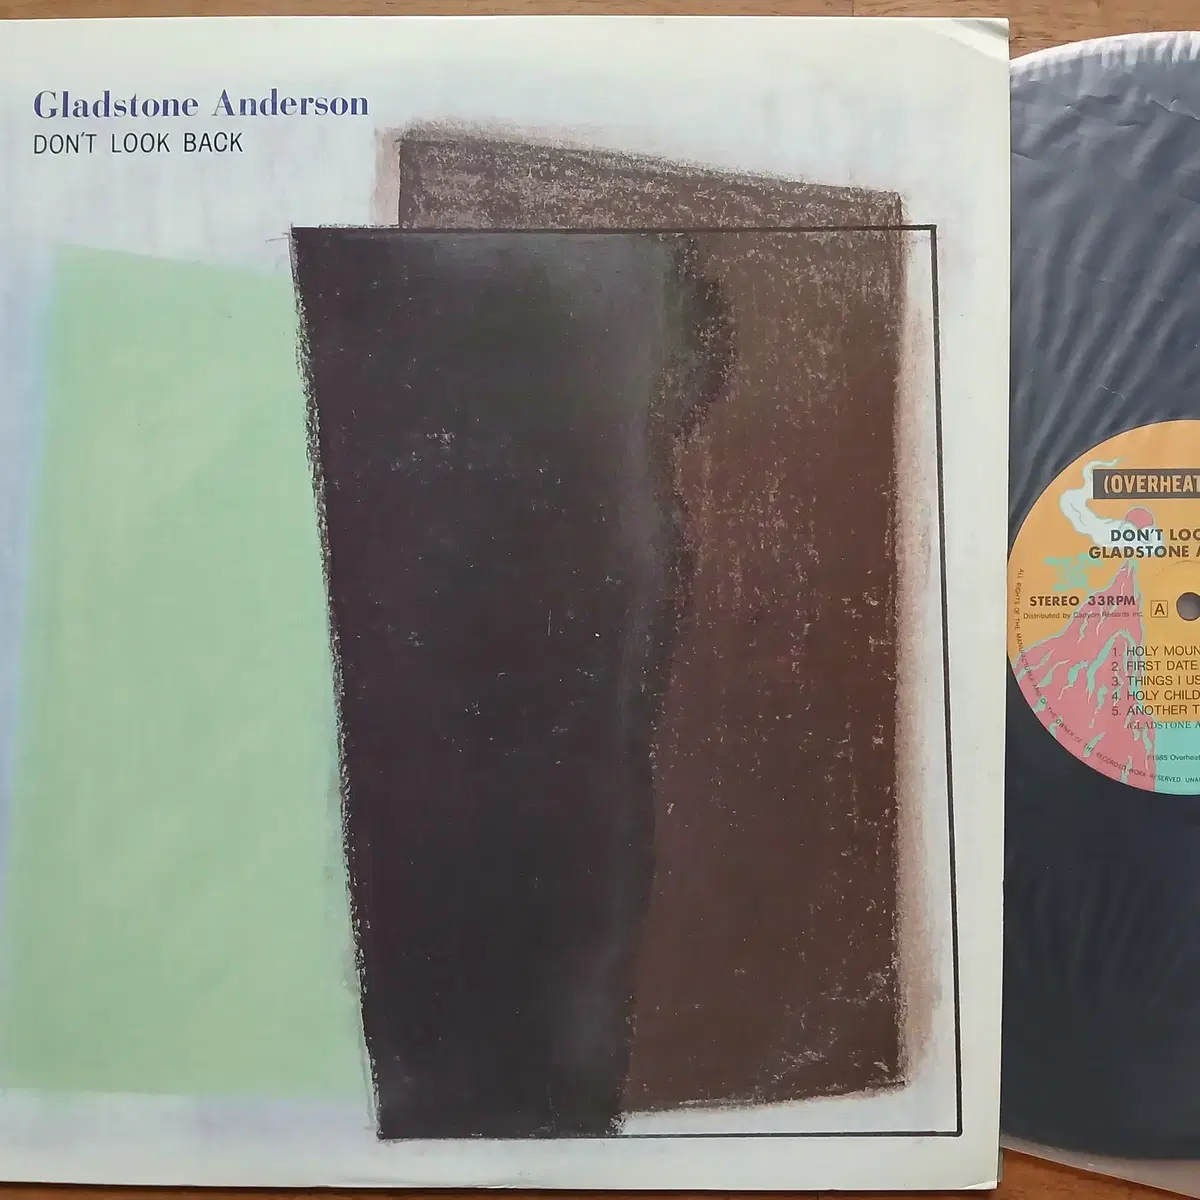 Gladstone Anderson
DON'T LOOK BACK
(OVERHEAT
DON'T LOO
GLADSTONE A
STEREO 33RPM A
Distributed by Canyon Records Inc.
1. HOLY MOUN
2. FIRST DATE
3. THINGS I US
4. HOLY CHILD
5. ANOTHER T
(GLADSTONE A
℗1985 Overheat
ALL RIGHTS OF THE MANUFACTURER AND OF THE OWNER OF THE RECORDED WORK RESERVED. UNAU